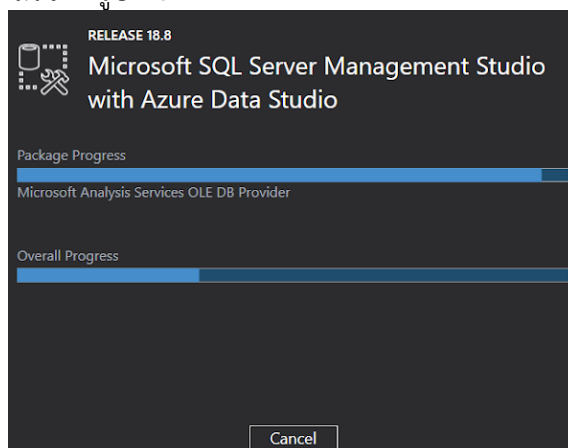 RELEASE 18.8
Microsoft SQL Server Management Studio
with Azure Data Studio
Package Progress
Microsoft Analysis Services OLE DB Provider
Overall Progress
Cancel